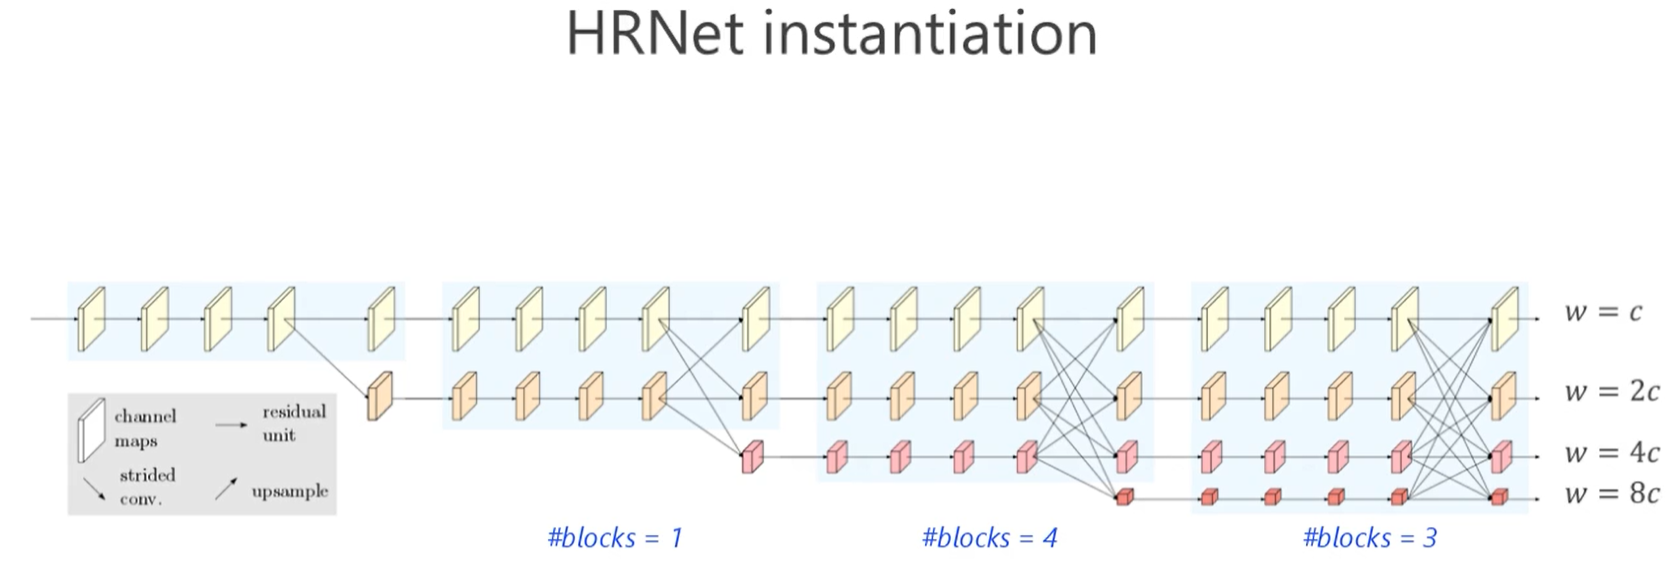 HRNet instantiation
w = c
w = 2c
w = 4c
w = 8c
channel
maps
residual
unit
strided
conv.
upsample
#blocks = 1
#blocks = 4
#blocks = 3